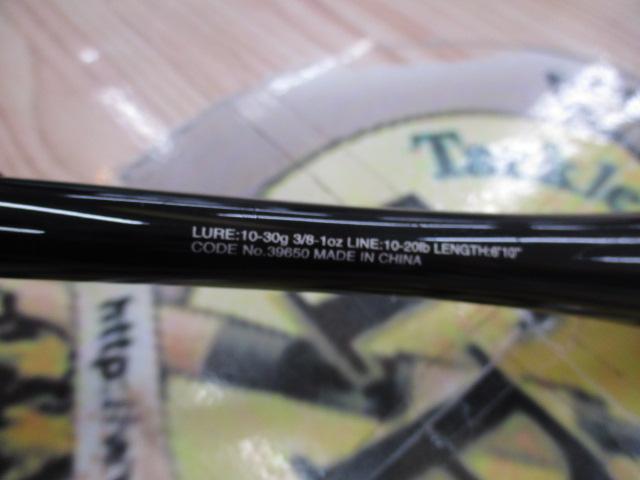 Tackle
LURE:10-30g 3/8-1oz LINE:10-20lb LENGTH:6'10"
CODE No.39650 MADE IN CHINA
http: